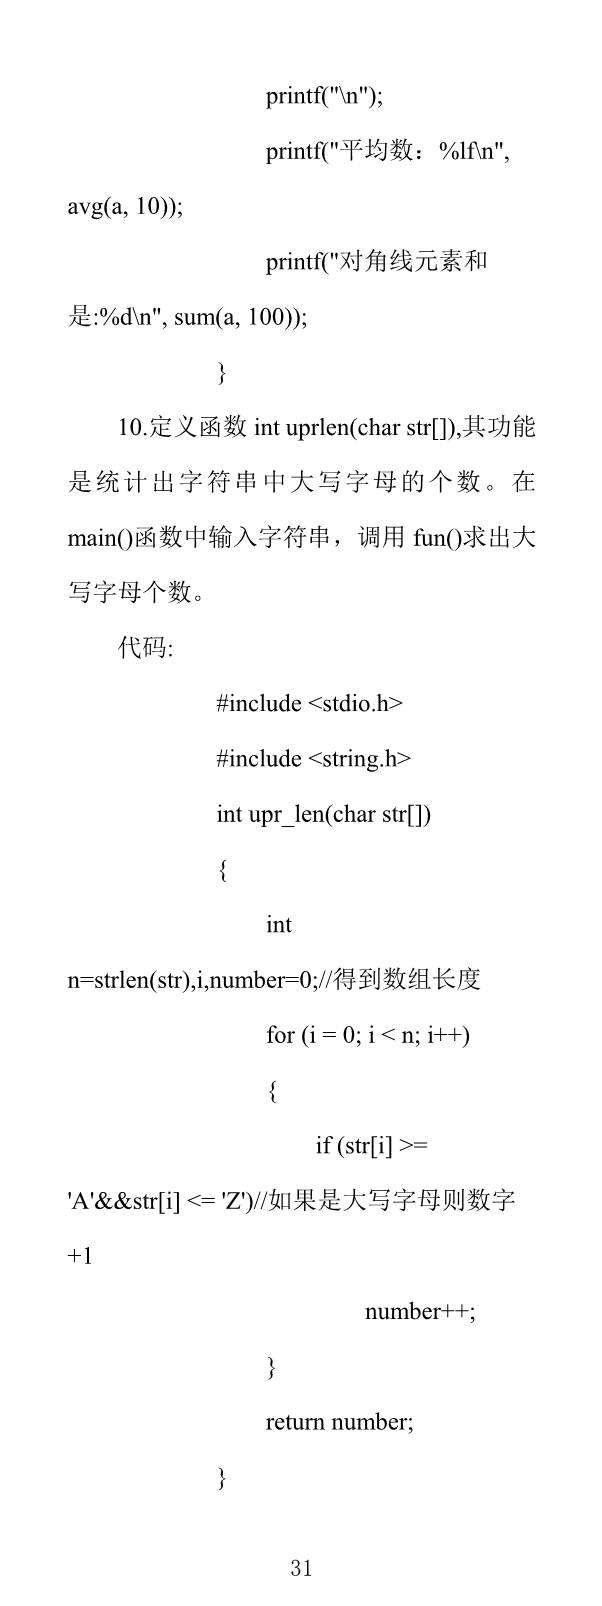 printf("\n");
printf("平均数：%lf\n",
avg(a, 10));
printf("对角线元素和
是:%d\n", sum(a, 100));
}
10.定义函数 int uprlen(char str[]),其功能
是统计出字符串中大写字母的个数。在
main()函数中输入字符串，调用 fun()求出大
写字母个数。
代码:
#include <stdio.h>
#include <string.h>
int upr_len(char str[])
{
int
n=strlen(str),i,number=0;//得到数组长度
for (i = 0; i < n; i++)
{
if (str[i] >=
'A'&&str[i] <= 'Z')//如果是大写字母则数字
+1
number++;
}
return number;
}
31